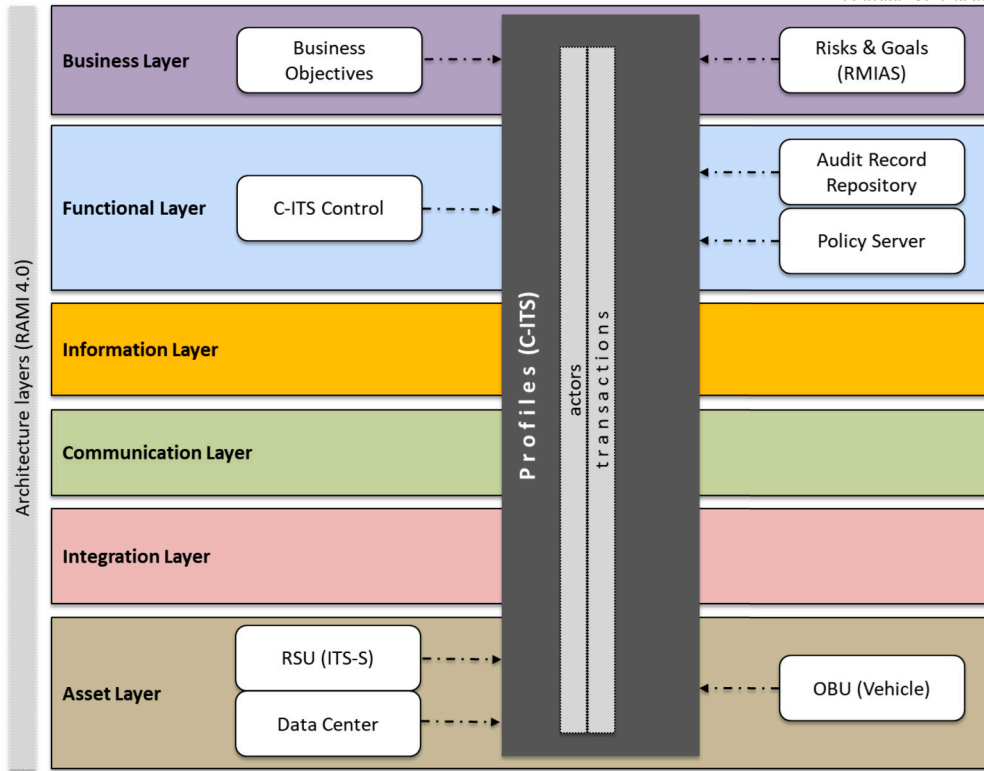 Business Layer
Business
Objectives
Risks & Goals
(RMIAS)
Functional Layer
C-ITS Control
Audit Record
Repository
Policy Server
Architecture layers (RAMI 4.0)
Profiles (C-ITS)
actors
transactions
Information Layer
Communication Layer
Integration Layer
Asset Layer
RSU (ITS-S)
Data Center
OBU (Vehicle)